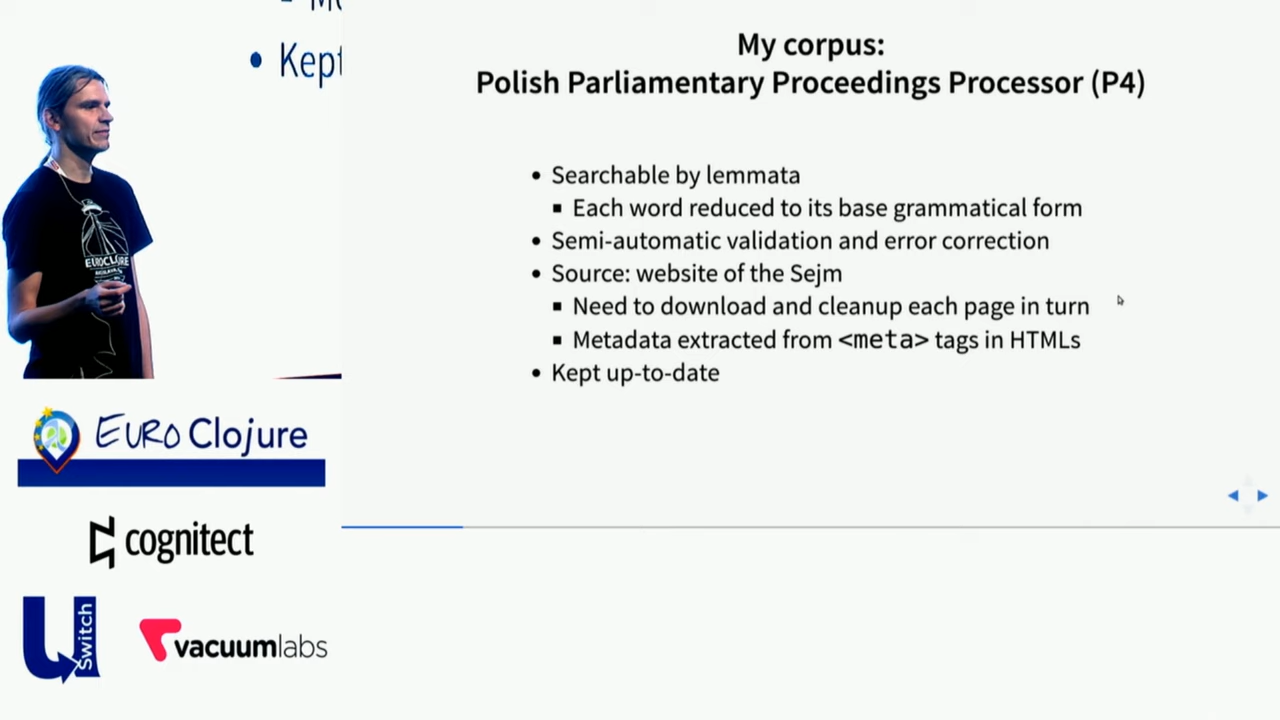 Kept
EUROCLOJURE
My corpus:
Polish Parliamentary Proceedings Processor (P4)
• Searchable by lemmata
▪ Each word reduced to its base grammatical form
• Semi-automatic validation and error correction
• Source: website of the Sejm
▪ Need to download and cleanup each page in turn
▪ Metadata extracted from <meta> tags in HTMLs
• Kept up-to-date
EURO Clojure
cognitect
uSwitch
vacuumlabs